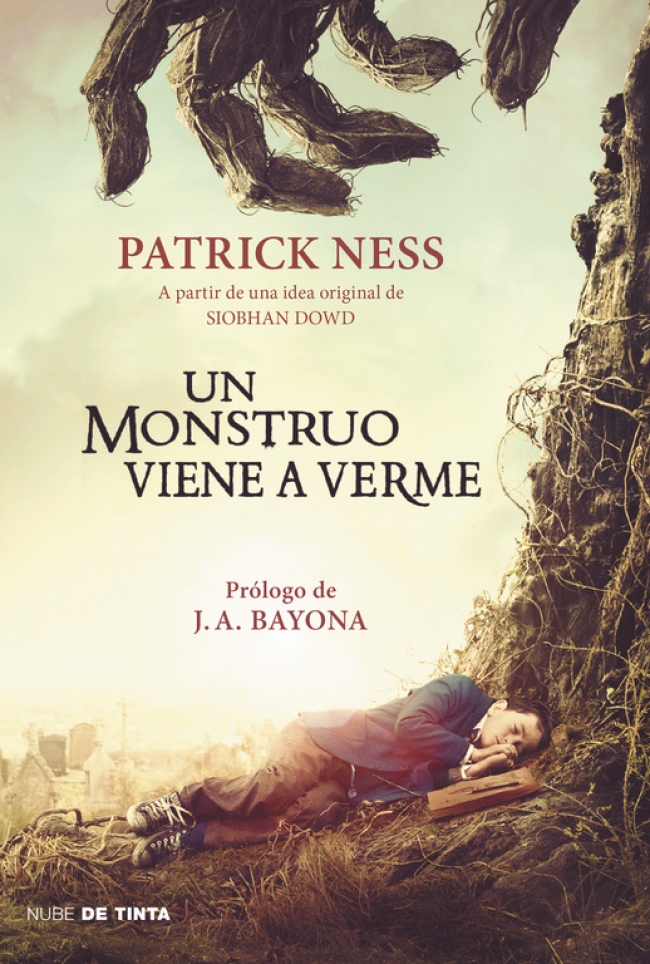 PATRICK NESS
A partir de una idea original de
SIOBHAN DOWD
UN
MONSTRUO
VIENE A VERME
Prólogo de
J. A. BAYONA
NUBE DE TINTA